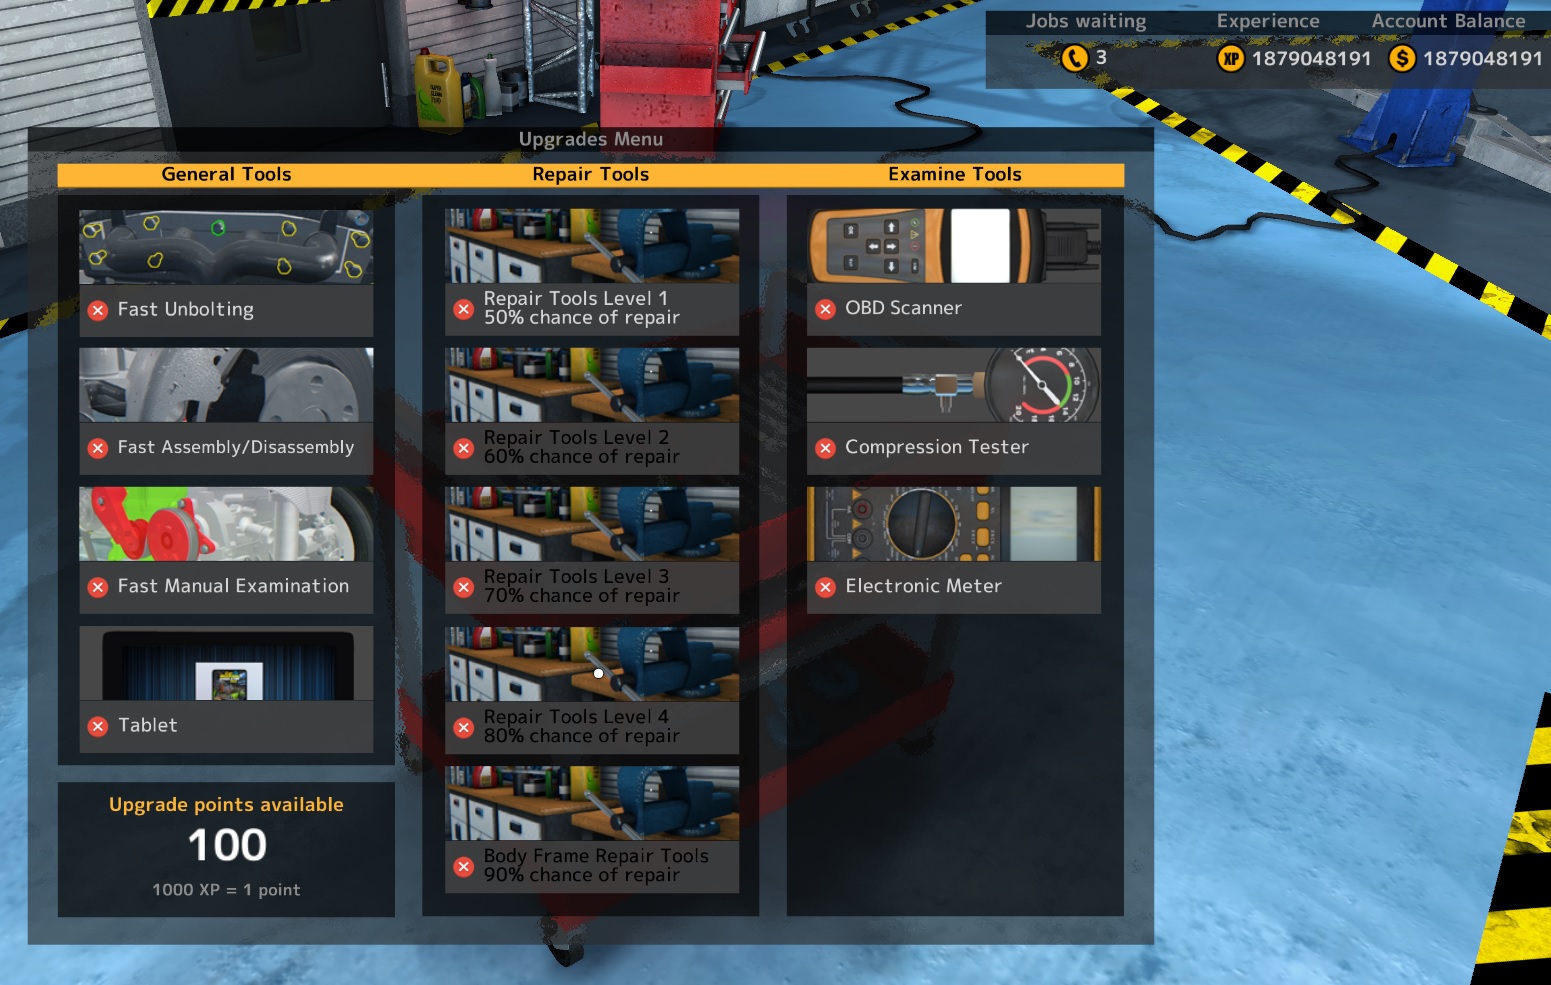 Jobs waiting
Experience
Account Balance
3
XP
1879048191
$
1879048191
Upgrades Menu
General Tools
Repair Tools
Examine Tools
Fast Unbolting
Fast Assembly/Disassembly
Fast Manual Examination
Tablet
Upgrade points available
100
1000 XP = 1 point
Repair Tools Level 1
50% chance of repair
Repair Tools Level 2
60% chance of repair
Repair Tools Level 3
70% chance of repair
Repair Tools Level 4
80% chance of repair
Body Frame Repair Tools
90% chance of repair
OBD Scanner
Compression Tester
Electronic Meter